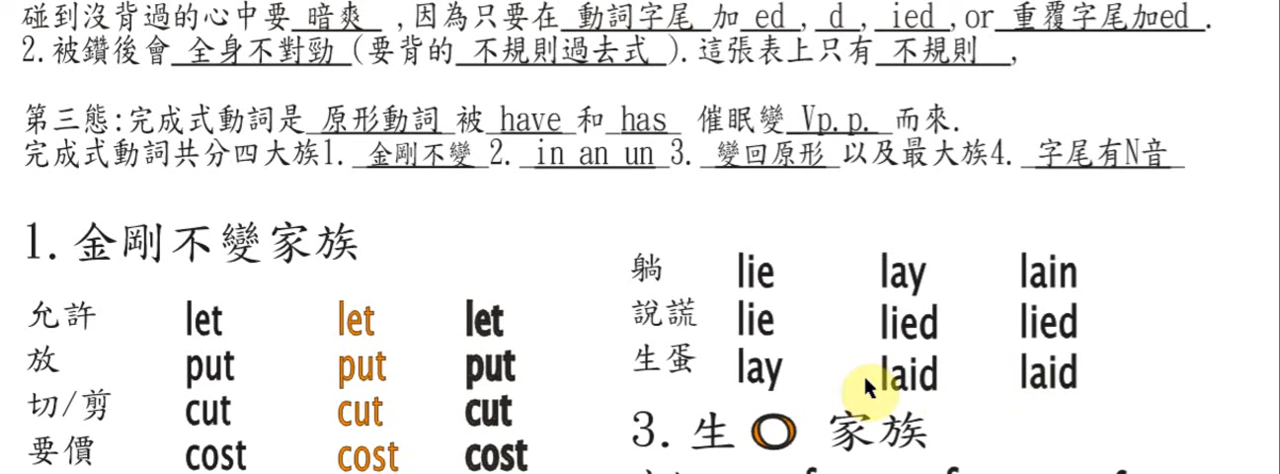 碰到沒背過的心中要 暗爽 ,因為只要在 動詞字尾 加 ed, d, ied,or 重覆字尾加ed.
2.被鑽後會 全身不對勁 (要背的 不規則過去式 ).這張表上只有 不規則 ,
第三態:完成式動詞是 原形動詞 被 have 和 has 催眠變 Vp.p. 而來.
完成式動詞共分四大族1. 金剛不變 2. in an un 3. 變回原形 以及最大族4. 字尾有N音
1.金剛不變家族
允許 let let let
放 put put put
切/剪 cut cut cut
要價 cost cost cost
躺 lie lay lain
說謊 lie lied lied
生蛋 lay laid laid
3.生 O 家族